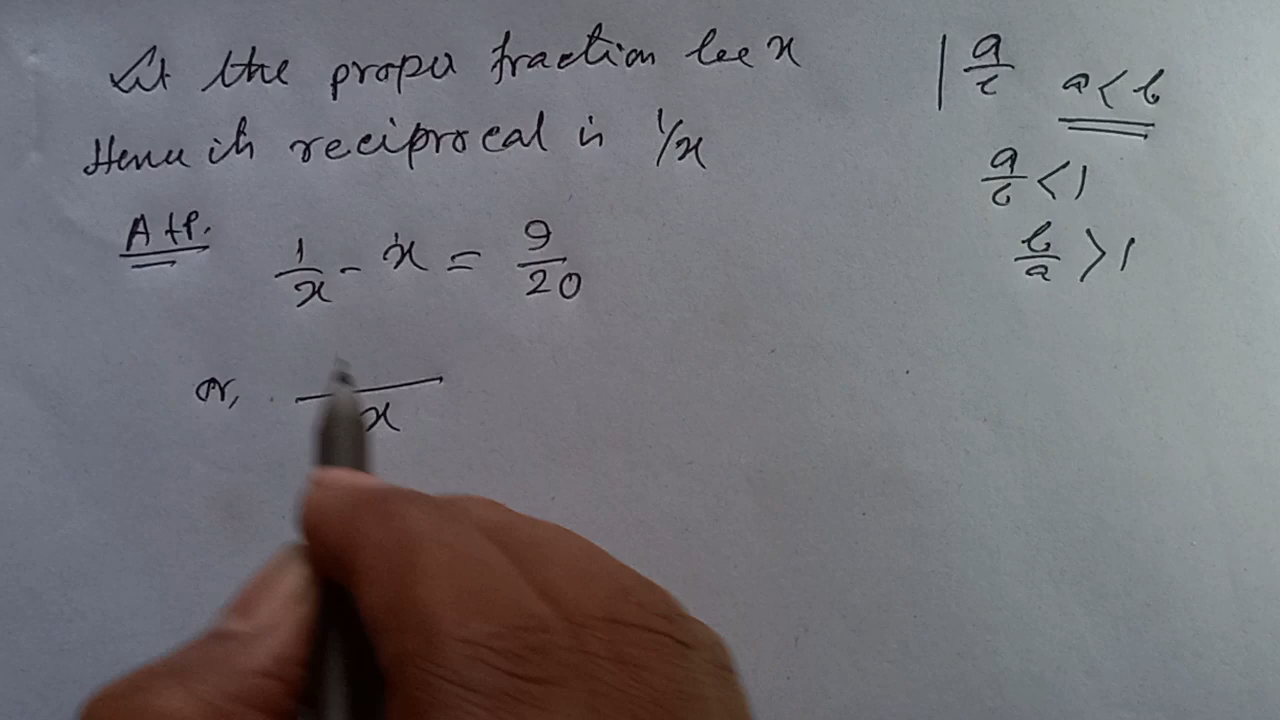 Let the proper fraction be x
Hence its reciprocal is 1/x
A t P.
1/x - x = 9/20
or, /x
a/b a < b
a/b < 1
b/a > 1